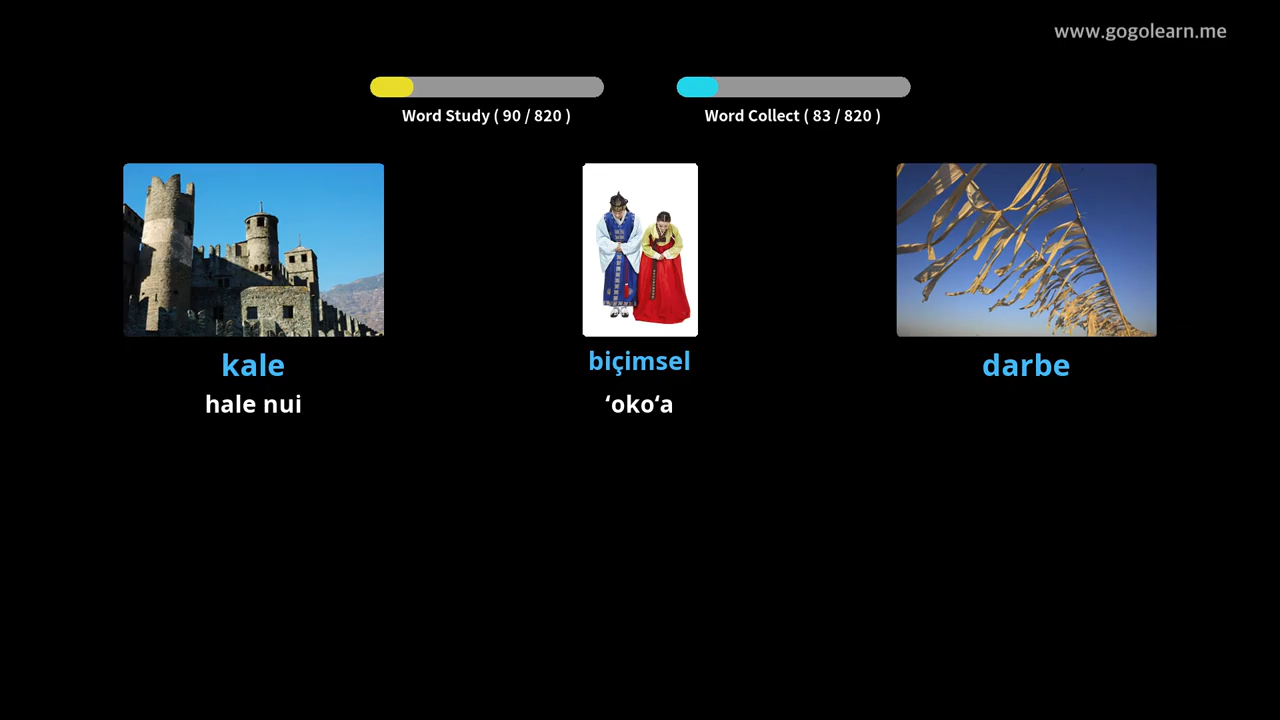 www.gogolearn.me
Word Study ( 90 / 820 )
Word Collect ( 83 / 820 )
kale
biçimsel
darbe
hale nui
ʻokoʻa